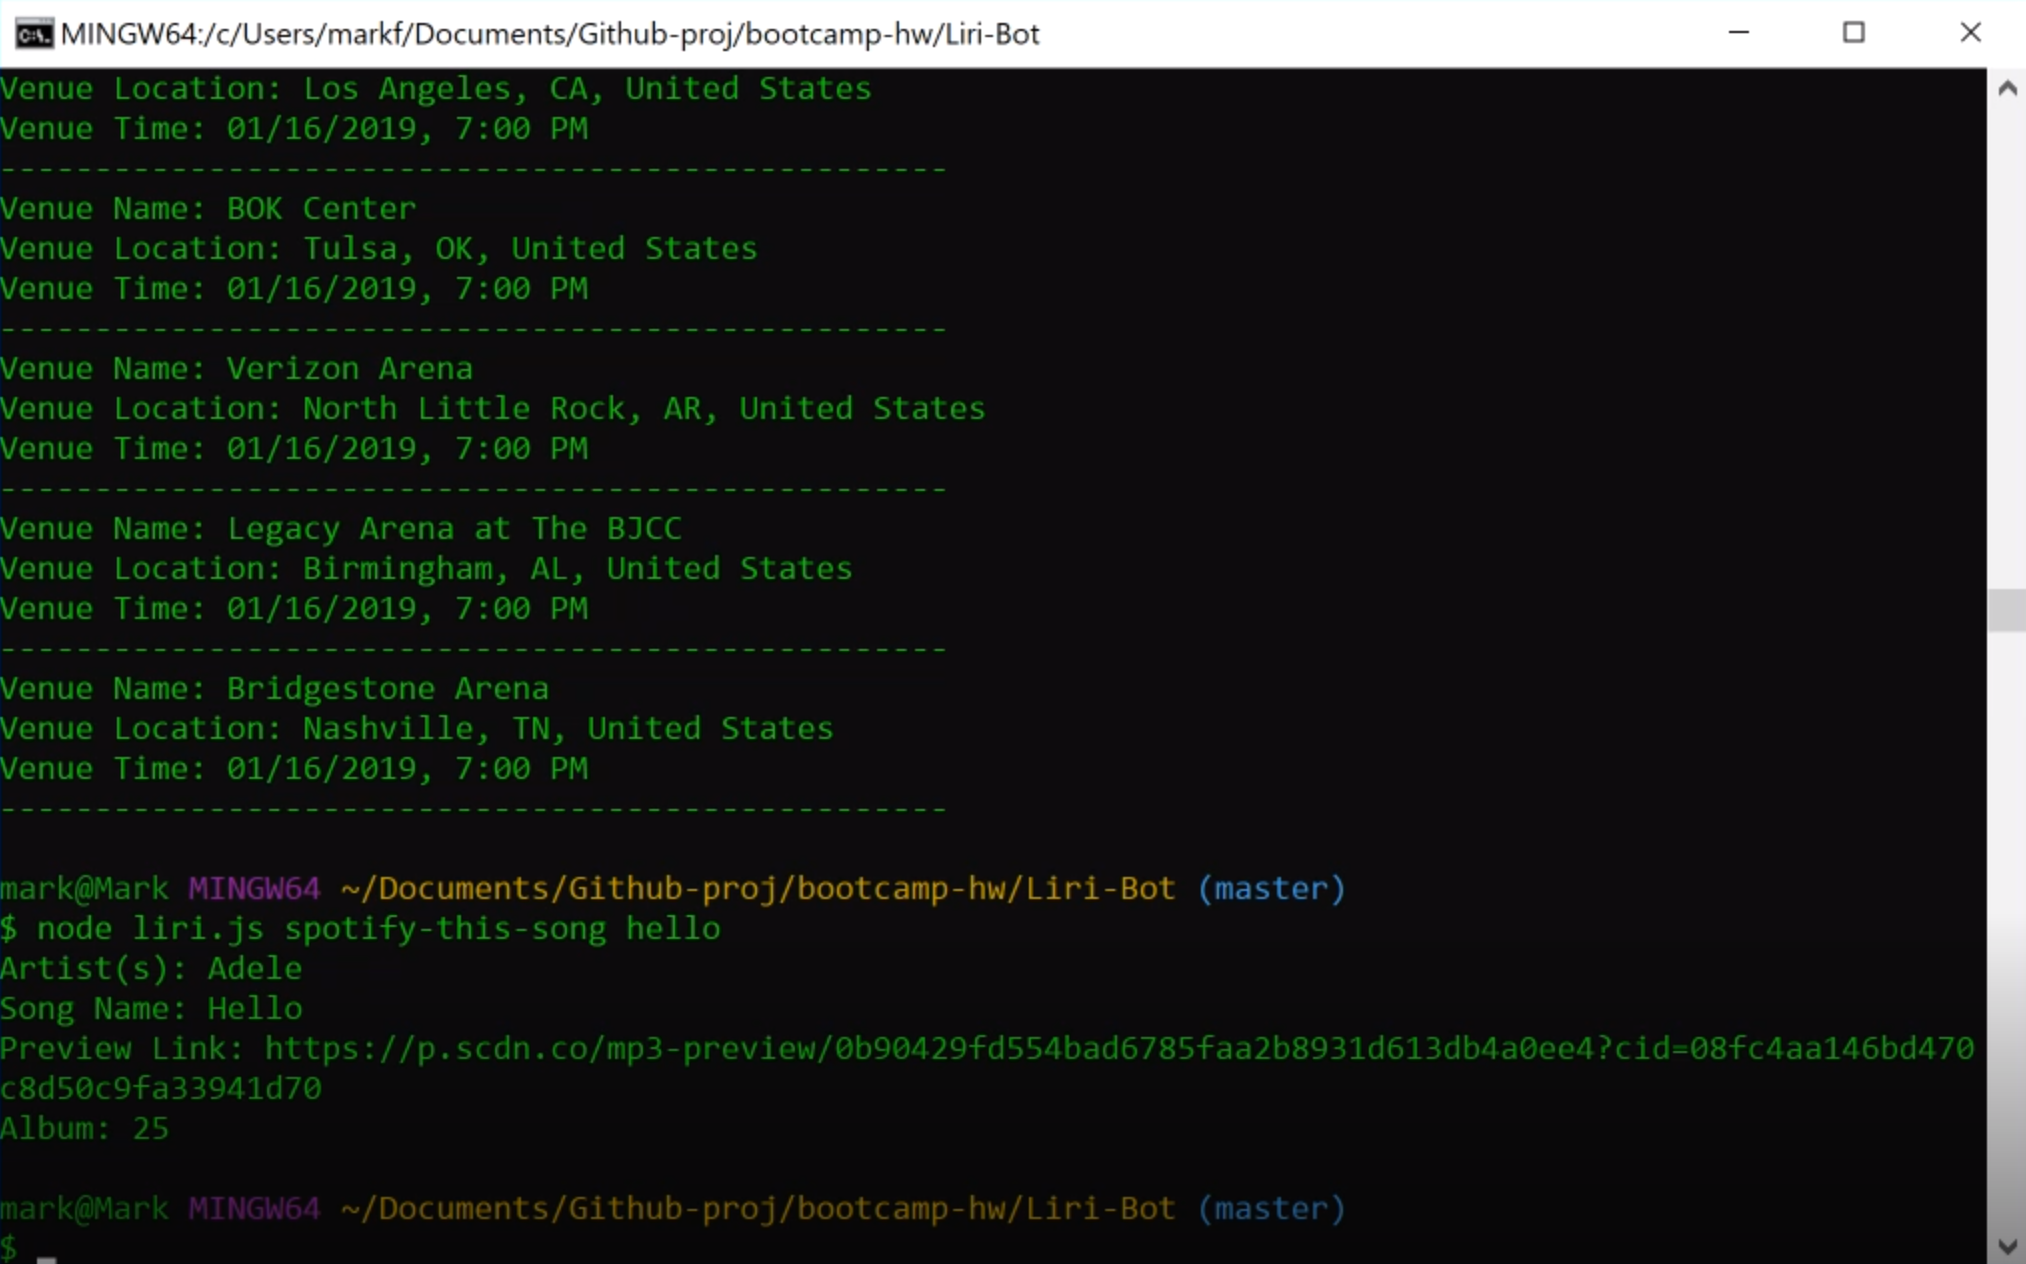 MINGW64:/c/Users/markf/Documents/Github-proj/bootcamp-hw/Liri-Bot
Venue Location: Los Angeles, CA, United States
Venue Time: 01/16/2019, 7:00 PM
--------------------------------------------------
Venue Name: BOK Center
Venue Location: Tulsa, OK, United States
Venue Time: 01/16/2019, 7:00 PM
--------------------------------------------------
Venue Name: Verizon Arena
Venue Location: North Little Rock, AR, United States
Venue Time: 01/16/2019, 7:00 PM
--------------------------------------------------
Venue Name: Legacy Arena at The BJCC
Venue Location: Birmingham, AL, United States
Venue Time: 01/16/2019, 7:00 PM
--------------------------------------------------
Venue Name: Bridgestone Arena
Venue Location: Nashville, TN, United States
Venue Time: 01/16/2019, 7:00 PM
--------------------------------------------------
mark@Mark MINGW64 ~/Documents/Github-proj/bootcamp-hw/Liri-Bot (master)
$ node liri.js spotify-this-song hello
Artist(s): Adele
Song Name: Hello
Preview Link: https://p.scdn.co/mp3-preview/0b90429fd554bad6785faa2b8931d613db4a0ee4?cid=08fc4aa146bd470
c8d50c9fa33941d70
Album: 25
mark@Mark MINGW64 ~/Documents/Github-proj/bootcamp-hw/Liri-Bot (master)
$